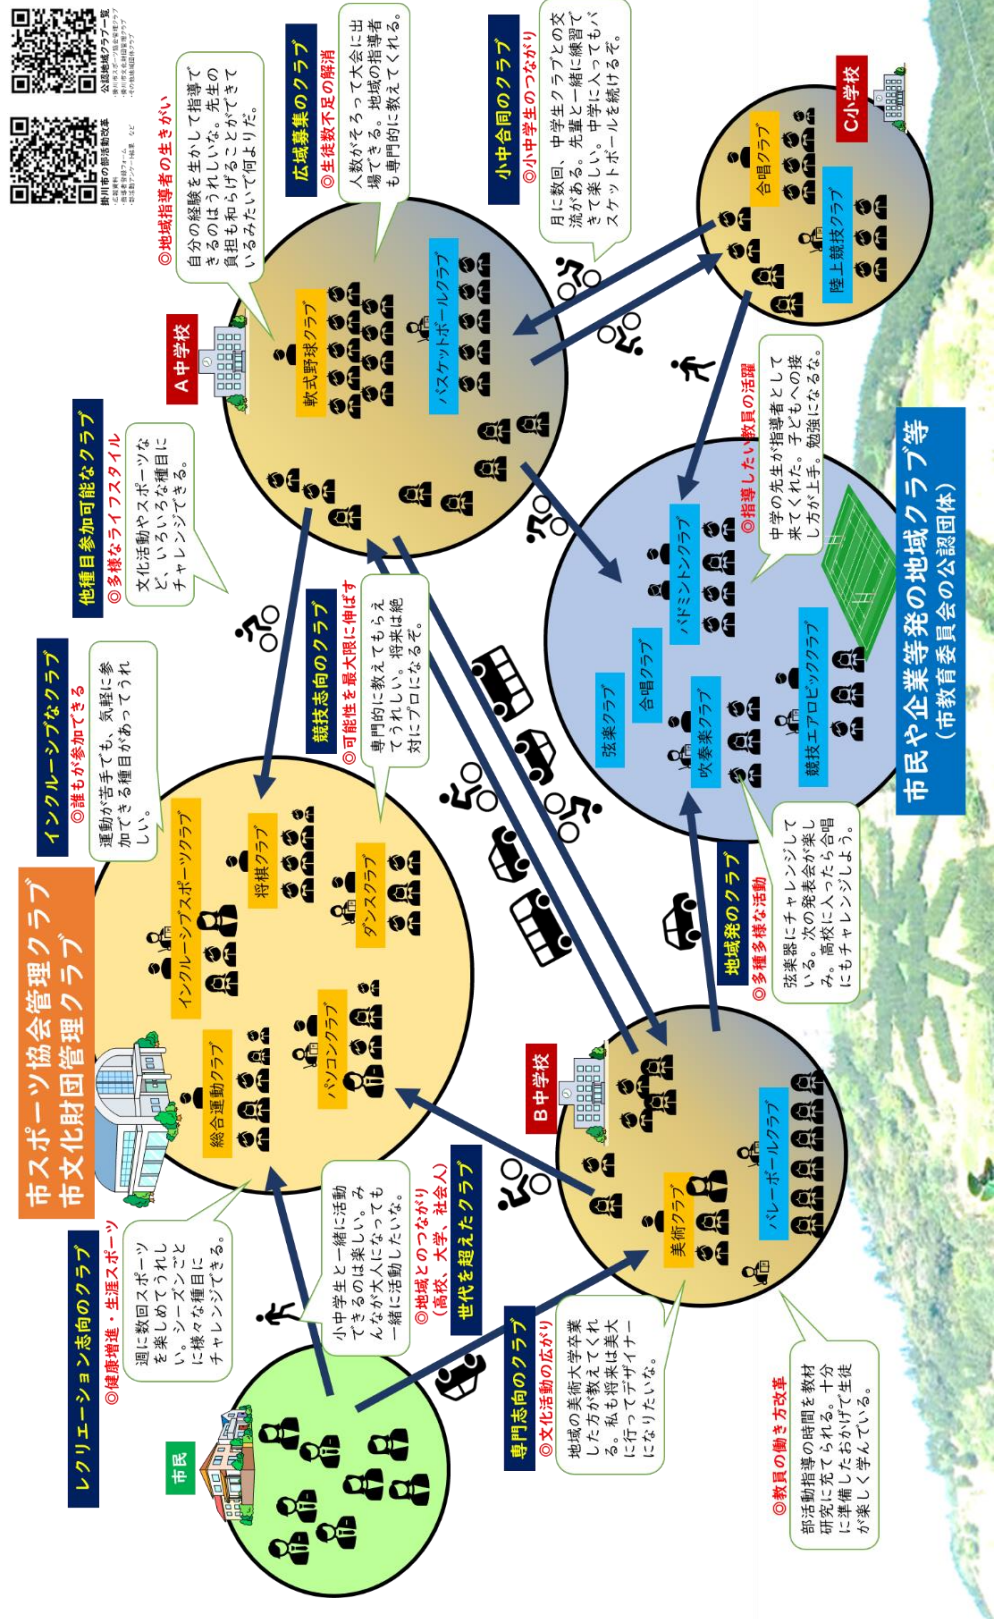 市スポーツ協会管理クラブ
市文化財団管理クラブ
レクリエーション志向のクラブ
◎健康増進・生涯スポーツ
週に数回スポーツ
を楽しめてうれし
い。シーズンごと
に様々な種目に
チャレンジできる。
市民
インクルーシブなクラブ
◎誰もが参加できる
運動が苦手でも、気軽に参
加できる種目があってうれ
しい。
他種目参加可能なクラブ
◎多様なライフスタイル
文化活動やスポーツな
ど、いろいろな種目に
チャレンジできる。
総合運動クラブ
インクルーシブスポーツクラブ
将棋クラブ
パソコンクラブ
ダンスクラブ
小中学生と一緒に活動
できるのは楽しい。み
んなが大人になっても
一緒に活動したいな。
◎地域とのつながり
(高校、大学、社会人)
世代を超えたクラブ
競技志向のクラブ
◎可能性を最大限に伸ばす
専門的に教えてもらえ
てうれしい。将来は絶
対にプロになるぞ。
A中学校
◎地域指導者の生きがい
自分の経験を生かして指導で
きるのはうれしいな。先生の
負担も和らげることができて
いるみたいで何よりだ。
掛川市の部活動改革
公認地域クラブ一覧
軟式野球クラブ
バスケットボールクラブ
広域募集のクラブ
◎生徒数不足の解消
人数がそろって大会に出
場できる。地域の指導者
も専門的に教えてくれる。
小中合同のクラブ
◎小中学生のつながり
月に数回、中学生クラブとの交
流がある。先輩と一緒に練習で
きて楽しい。中学に入ってもバ
スケットボールを続けるぞ。
専門志向のクラブ
◎文化活動の広がり
地域の美術大学卒業
した方が教えてくれ
る。私も将来は美大
に行ってデザイナー
になりたいな。
B中学校
美術クラブ
バレーボールクラブ
◎教員の働き方改革
部活動指導の時間を教材
研究に充てられる。十分
に準備したおかげで生徒
が楽しく学んでいる。
地域発のクラブ
◎多種多様な活動
弦楽器にチャレンジして
いる。次の発表会が楽し
み。高校に入ったら合唱
にもチャレンジしよう。
弦楽クラブ
合唱クラブ
吹奏楽クラブ
バドミントンクラブ
競技エアロビッククラブ
◎指導したい教員の活躍
中学の先生が指導者として
来てくれた。子どもへの接
し方が上手。勉強になるな。
C小学校
合唱クラブ
陸上競技クラブ
市民や企業等発の地域クラブ等
(市教育委員会の公認団体)